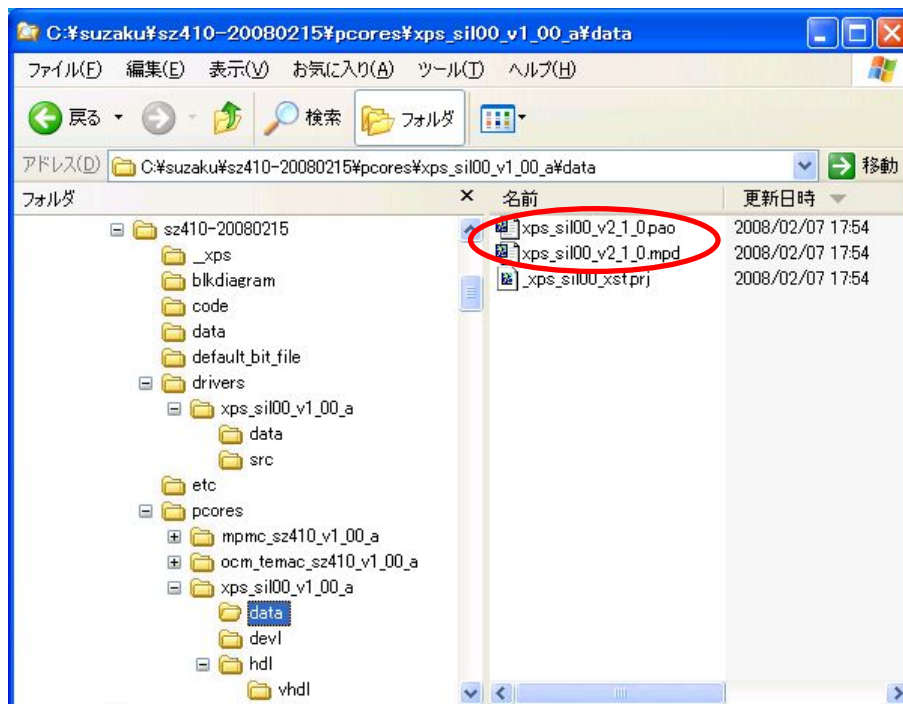 C:¥suzaku¥sz410-20080215¥pcores¥xps_sil00_v1_00_a¥data
ファイル(F) 編集(E) 表示(V) お気に入り(A) ツール(T) ヘルプ(H)
戻る 検索 フォルダ
アドレス(D) C:¥suzaku¥sz410-20080215¥pcores¥xps_sil00_v1_00_a¥data 移動
フォルダ
sz410-20080215
_xps
blkdiagram
code
data
default_bit_file
drivers
xps_sil00_v1_00_a
data
src
etc
pcores
mpmc_sz410_v1_00_a
ocm_temac_sz410_v1_00_a
xps_sil00_v1_00_a
data
devl
hdl
vhdl
名前 更新日時
xps_sil00_v2_1_0.pao 2008/02/07 17:54
xps_sil00_v2_1_0.mpd 2008/02/07 17:54
_xps_sil00_xst.prj 2008/02/07 17:54